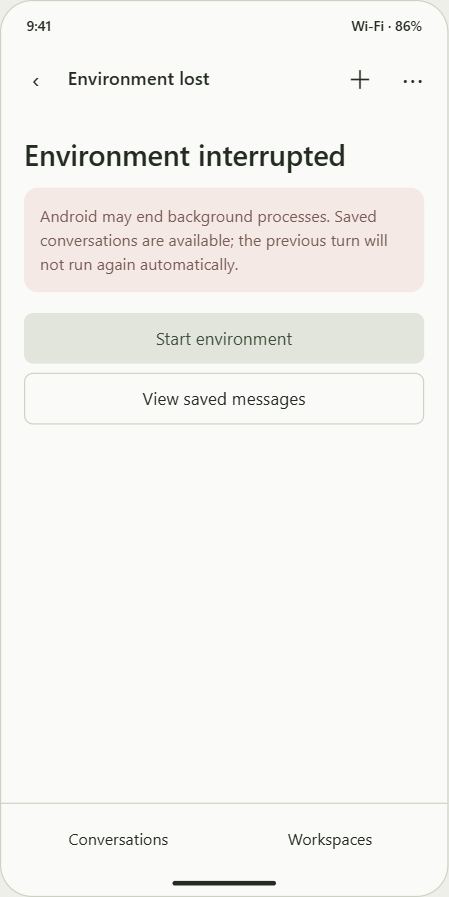 9:41
Wi-Fi · 86%
‹ Environment lost + ...
Environment interrupted
Android may end background processes. Saved
conversations are available; the previous turn will
not run again automatically.
Start environment
View saved messages
Conversations
Workspaces